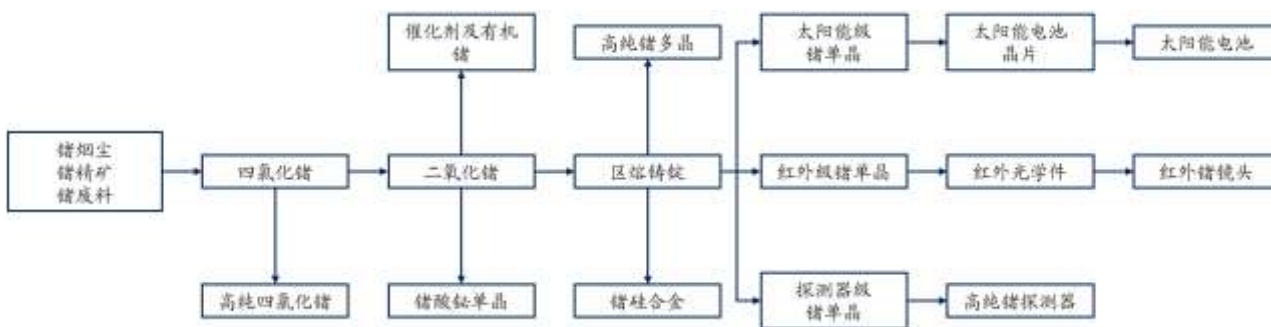 催化剂及有机
锗
高纯锗多晶
太阳能级
锗单晶
太阳能电池
晶片
太阳能电池
锗烟尘
锗精矿
锗废料
四氯化锗
二氧化锗
区熔铸锭
红外级锗单晶
红外光学件
红外锗镜头
高纯四氯化锗
锗酸铋单晶
锗硅合金
探测器级
锗单晶
高纯锗探测器